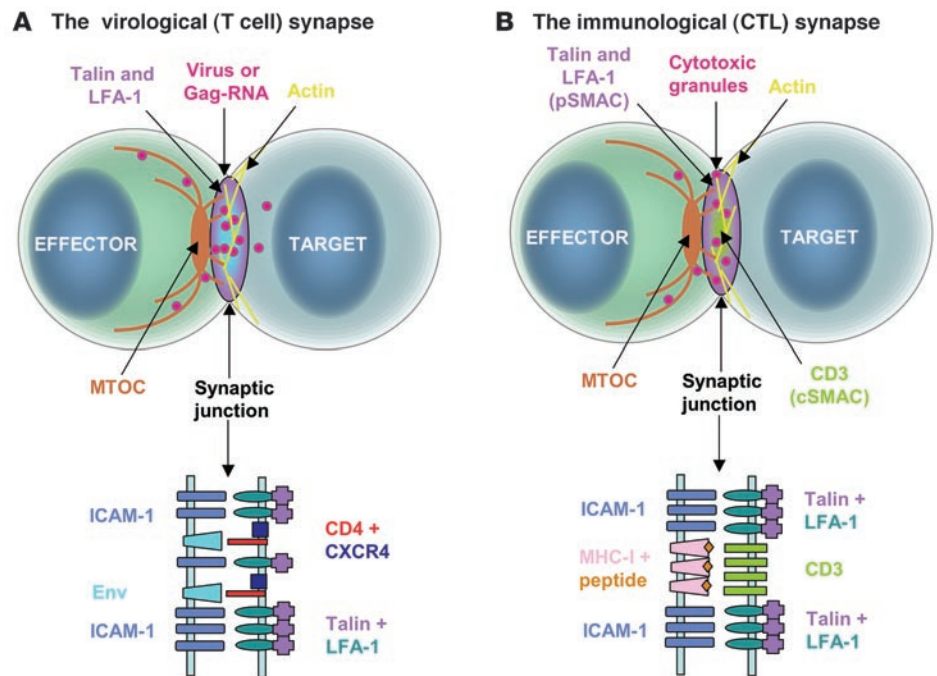 A The virological (T cell) synapse
Talin and
LFA-1
Virus or
Gag-RNA
Actin
EFFECTOR
TARGET
MTOC
Synaptic
junction
ICAM-1
CD4 +
CXCR4
Env
ICAM-1
Talin +
LFA-1
B The immunological (CTL) synapse
Talin and
LFA-1
(pSMAC)
Cytotoxic
granules
Actin
EFFECTOR
TARGET
MTOC
Synaptic
junction
CD3
(cSMAC)
ICAM-1
Talin +
LFA-1
MHC-I +
peptide
CD3
ICAM-1
Talin +
LFA-1